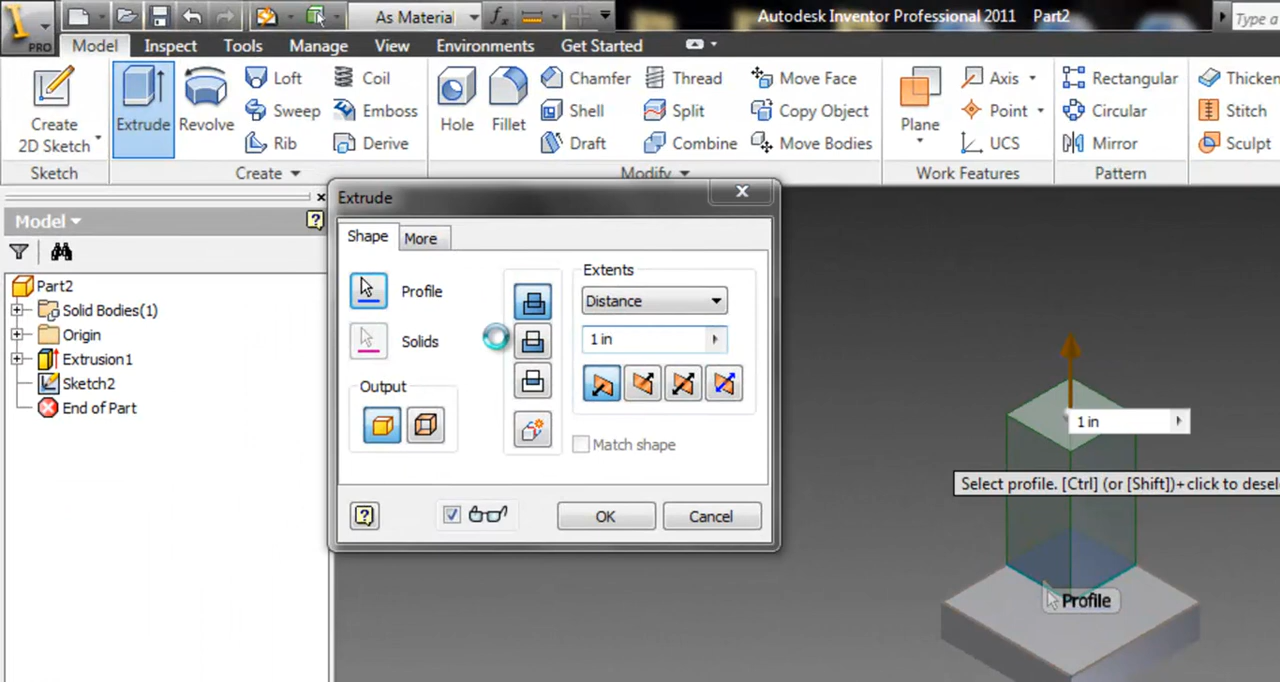 As Materia
Autodesk Inventor Professional 2011 Part2
Type a
PRO
Model Inspect Tools Manage View Environments Get Started
Create 2D Sketch
Extrude
Revolve
Loft
Sweep
Rib
Coil
Emboss
Derive
Hole
Fillet
Chamfer
Shell
Draft
Thread
Split
Combine
Move Face
Copy Object
Move Bodies
Plane
Axis
Point
UCS
Rectangular
Circular
Mirror
Thicken
Stitch
Sculpt
Sketch Create Modify Work Features Pattern
Model
Part2
Solid Bodies(1)
Origin
Extrusion1
Sketch2
End of Part
Extrude
Shape More
Profile
Solids
Output
Extents
Distance
1 in
Match shape
OK Cancel
1 in
Select profile. [Ctrl] (or [Shift])+click to desel
Profile